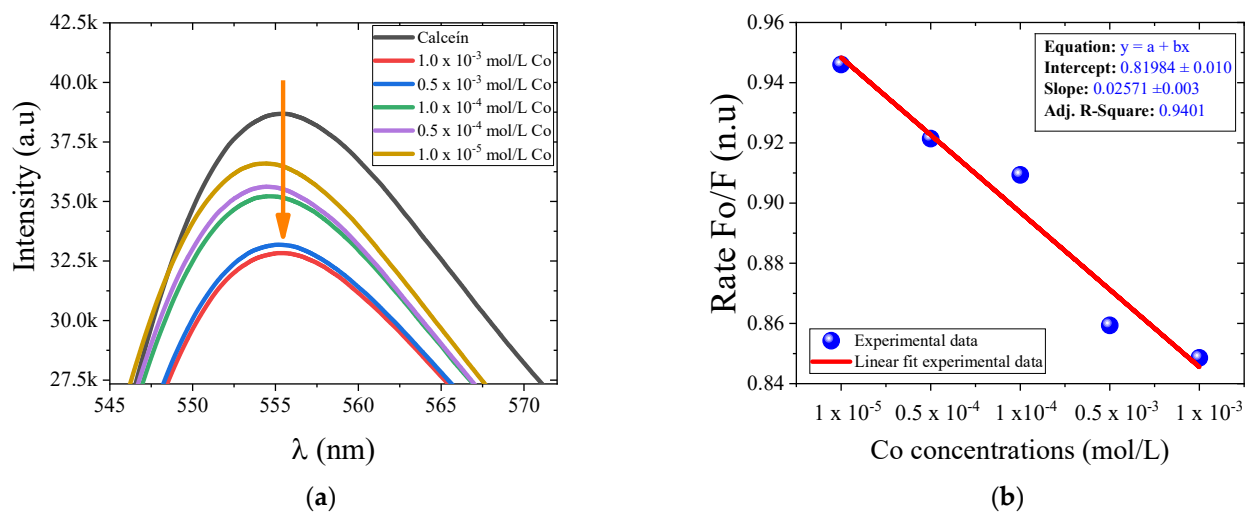 42.5k
40.0k
37.5k
35.0k
32.5k
30.0k
27.5k
Intensity (a.u)
Calceín
1.0 x 10⁻³ mol/L Co
0.5 x 10⁻³ mol/L Co
1.0 x 10⁻⁴ mol/L Co
0.5 x 10⁻⁴ mol/L Co
1.0 x 10⁻⁵ mol/L Co
545 550 555 560 565 570
λ (nm)
(a)
0.96
0.94
0.92
0.90
0.88
0.86
0.84
Rate Fo/F (n.u)
Equation: y = a + bx
Intercept: 0.81984 ± 0.010
Slope: 0.02571 ±0.003
Adj. R-Square: 0.9401
Experimental data
Linear fit experimental data
1 x 10⁻⁵ 0.5 x 10⁻⁴ 1x10⁻⁴ 0.5 x 10⁻³ 1 x 10⁻³
Co concentrations (mol/L)
(b)